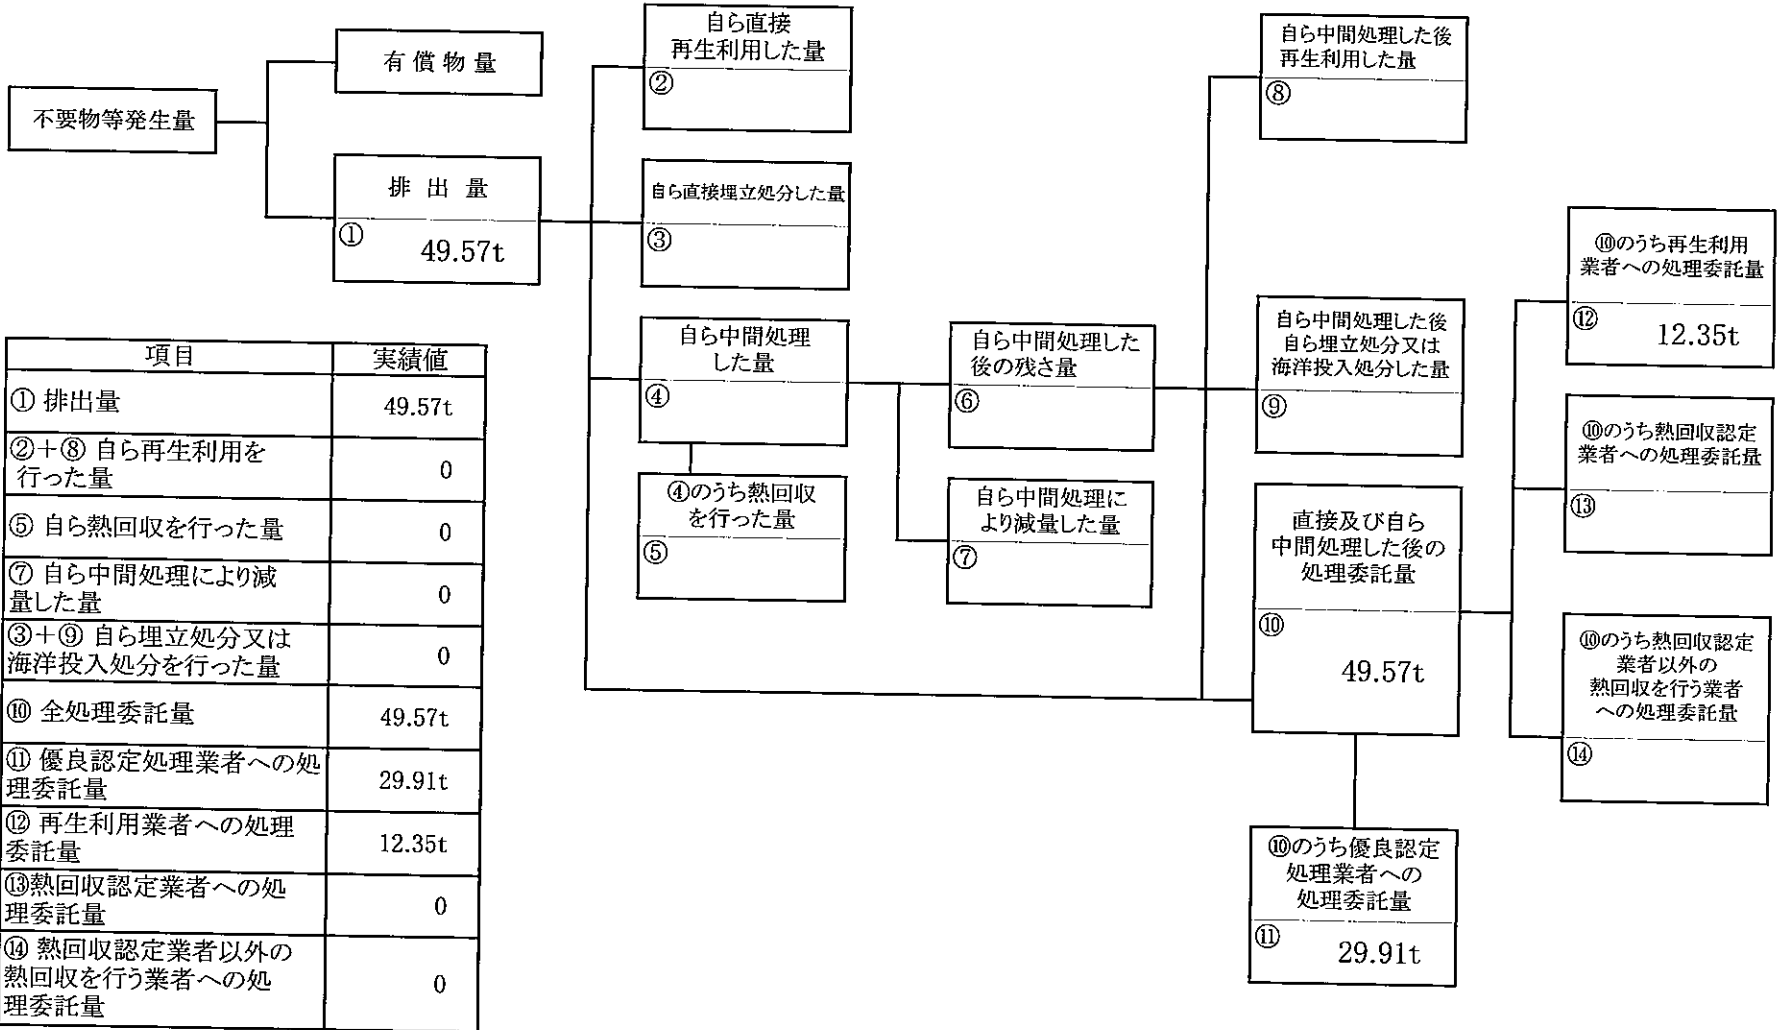 不要物等発生量
有償物量
排出量
①
49.57t
自ら直接
再生利用した量
②
自ら直接埋立処分した量
③
自ら中間処理
した量
④
④のうち熱回収
を行った量
⑤
自ら中間処理した
後の残さ量
⑥
自ら中間処理に
より減量した量
⑦
自ら中間処理した後
再生利用した量
⑧
自ら中間処理した後
自ら埋立処分又は
海洋投入処分した量
⑨
直接及び自ら
中間処理した後の
処理委託量
⑩
49.57t
⑩のうち優良認定
処理業者への
処理委託量
⑪
29.91t
⑩のうち再生利用
業者への処理委託量
⑫
12.35t
⑩のうち熱回収認定
業者への処理委託量
⑬
⑩のうち熱回収認定
業者以外の
熱回収を行う業者
への処理委託量
⑭
項目 実績値
① 排出量 49.57t
②+⑧ 自ら再生利用を
行った量 0
⑤ 自ら熱回収を行った量 0
⑦ 自ら中間処理により減
量した量 0
③+⑨ 自ら埋立処分又は
海洋投入処分を行った量 0
⑩ 全処理委託量 49.57t
⑪ 優良認定処理業者への処
理委託量 29.91t
⑫ 再生利用業者への処理
委託量 12.35t
⑬熱回収認定業者への処
理委託量 0
⑭ 熱回収認定業者以外の
熱回収を行う業者への処
理委託量 0